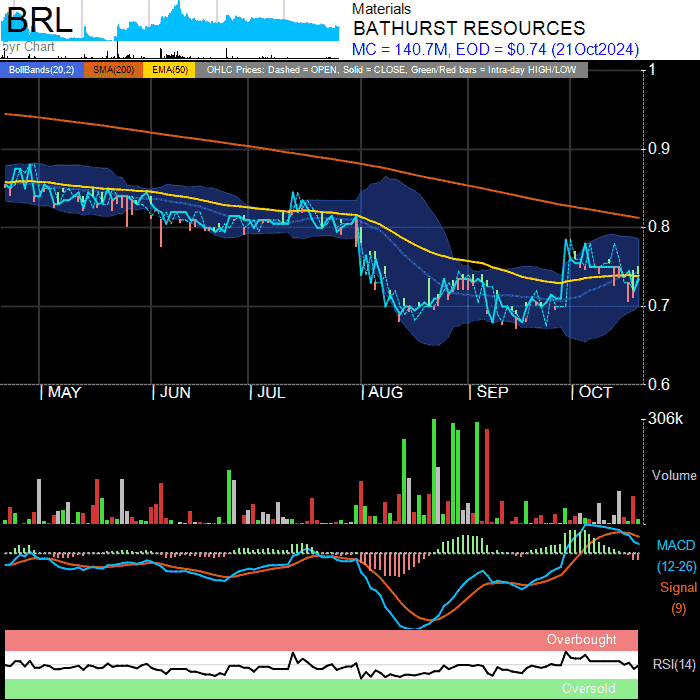 BRL
5yr Chart
Materials
BATHURST RESOURCES
MC = 140.7M, EOD = $0.74 (21Oct2024)
BollBands(20,2) SMA(200) EMA(50) OHLC Prices: Dashed = OPEN, Solid = CLOSE, Green/Red bars = Intra-day HIGH/LOW
1
0.9
0.8
0.7
0.6
MAY JUN JUL AUG SEP OCT
306k
Volume
MACD
(12-26)
Signal
(9)
Overbought
RSI(14)
Oversold